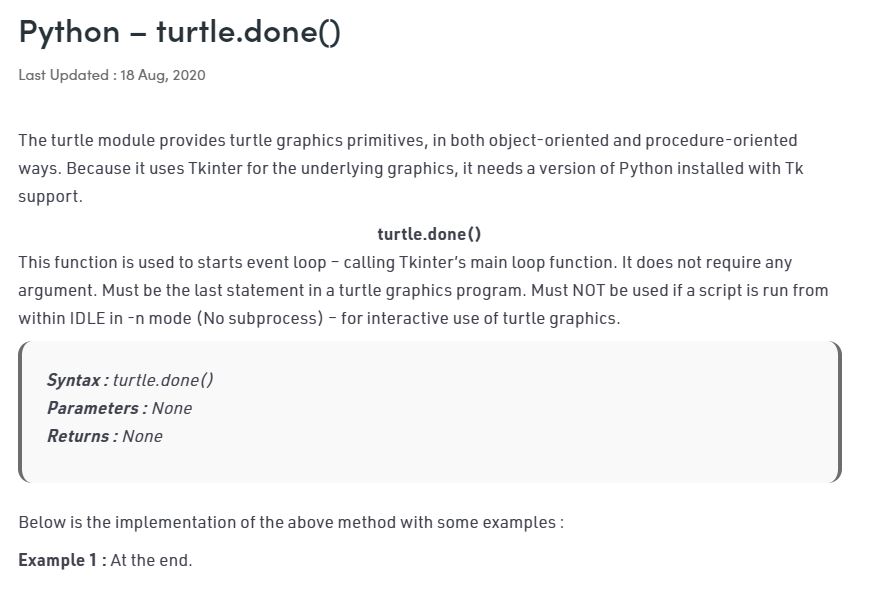 Python – turtle.done()
Last Updated : 18 Aug, 2020
The turtle module provides turtle graphics primitives, in both object-oriented and procedure-oriented
ways. Because it uses Tkinter for the underlying graphics, it needs a version of Python installed with Tk
support.
turtle.done()
This function is used to starts event loop – calling Tkinter's main loop function. It does not require any
argument. Must be the last statement in a turtle graphics program. Must NOT be used if a script is run from
within IDLE in -n mode (No subprocess) – for interactive use of turtle graphics.
Syntax : turtle.done()
Parameters : None
Returns : None
Below is the implementation of the above method with some examples :
Example 1 : At the end.